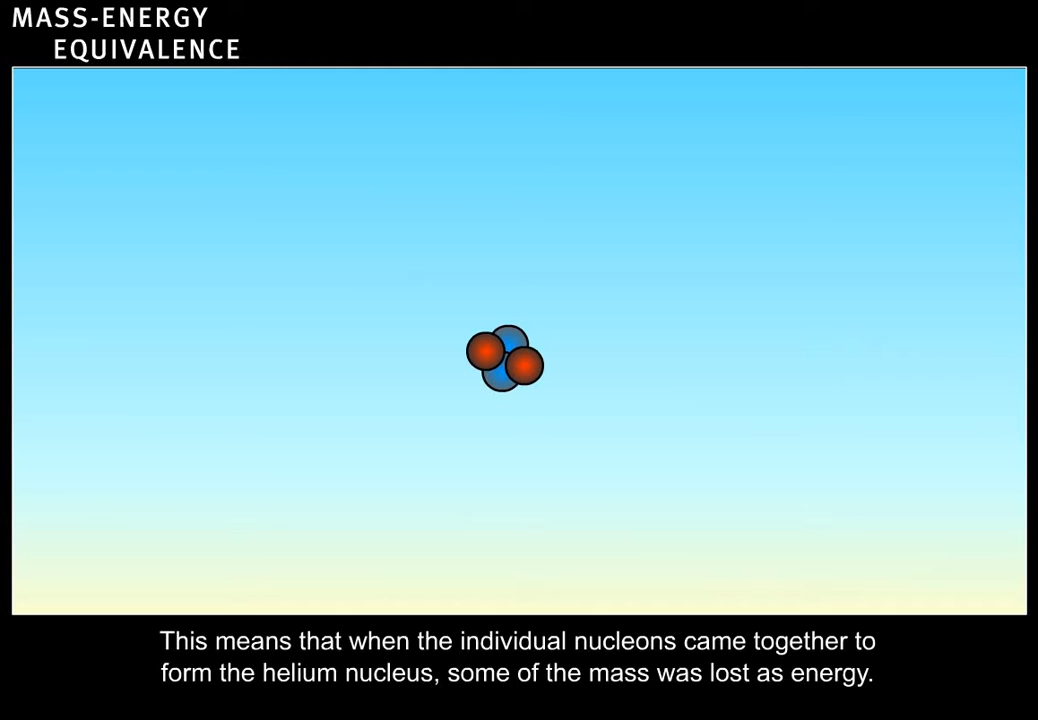 MASS-ENERGY
EQUIVALENCE
This means that when the individual nucleons came together to
form the helium nucleus, some of the mass was lost as energy.